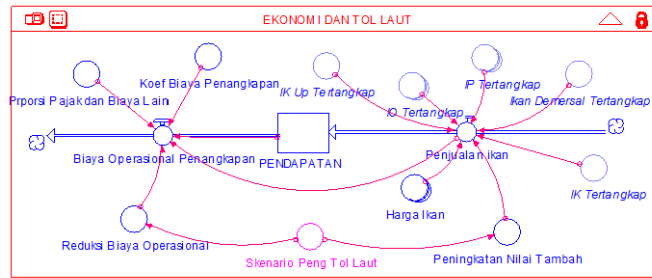 EKONOMI DAN TOL LAUT
Prporsi Pajak dan Biaya Lain
Koef Biaya Penangkapan
IK Up Tertangkap
IO Tertangkap
IP Tertangkap
Ikan Demersal Tertangkap
Biaya Operasional Penangkapan
PENDAPATAN
Penjualan ikan
IK Tertangkap
Harga Ikan
Reduksi Biaya Operasional
Skenario Peng Tol Laut
Peningkatan Nilai Tambah